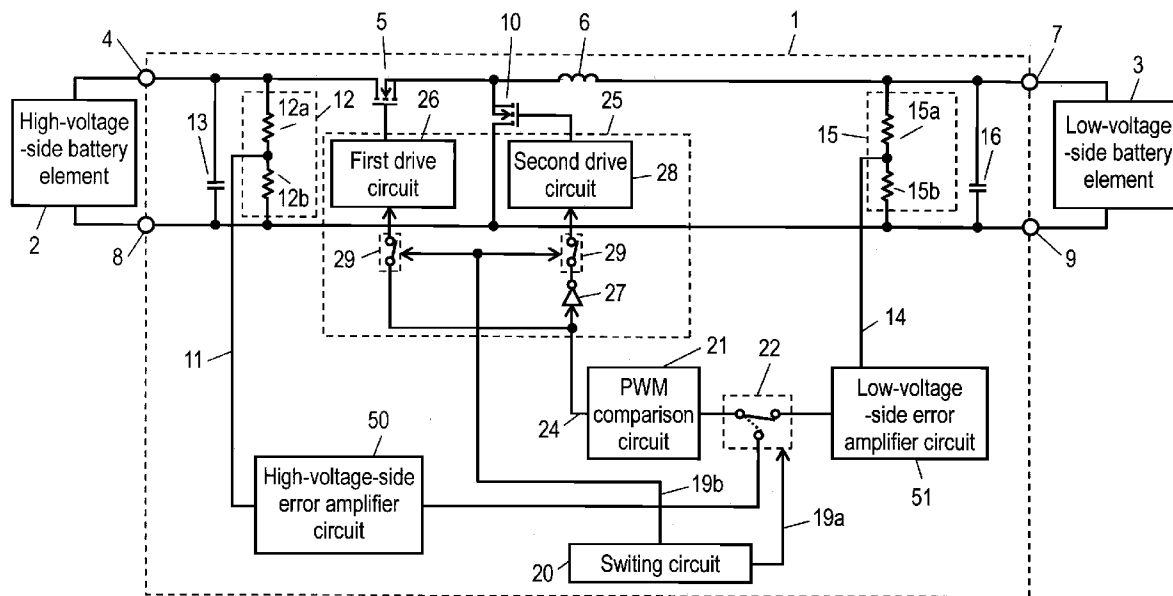 4
5
10
6
1
7
3
High-voltage
-side battery
element
2
13
12a
12
12b
26
25
First drive
circuit
Second drive
circuit
28
15
15a
15b
16
Low-voltage
-side battery
element
8
9
29
29
27
11
14
21
22
PWM
comparison
circuit
24
Low-voltage
-side error
amplifier circuit
51
50
High-voltage-side
error amplifier
circuit
19b
19a
20
Switing circuit